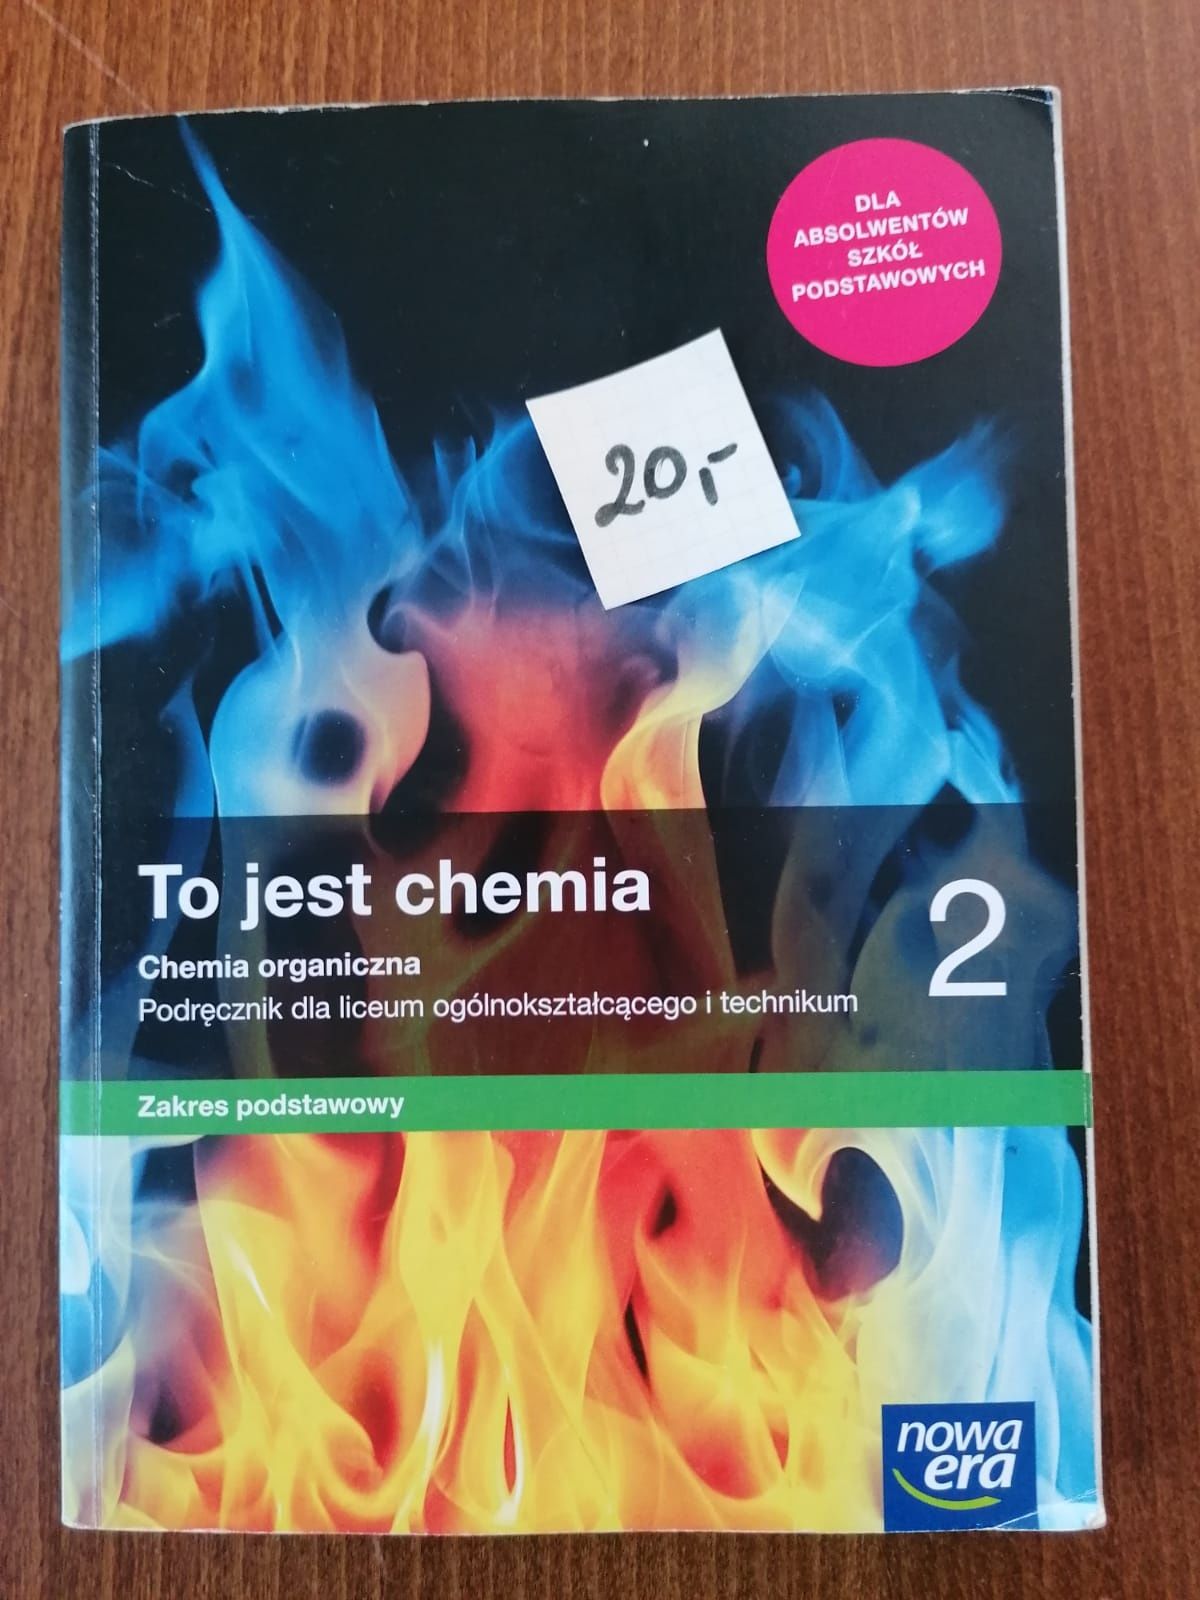 DLA
ABSOLWENTÓW
SZKÓŁ
PODSTAWOWYCH
20,-
To jest chemia
2
Chemia organiczna
Podręcznik dla liceum ogólnokształcącego i technikum
Zakres podstawowy
nowa
era